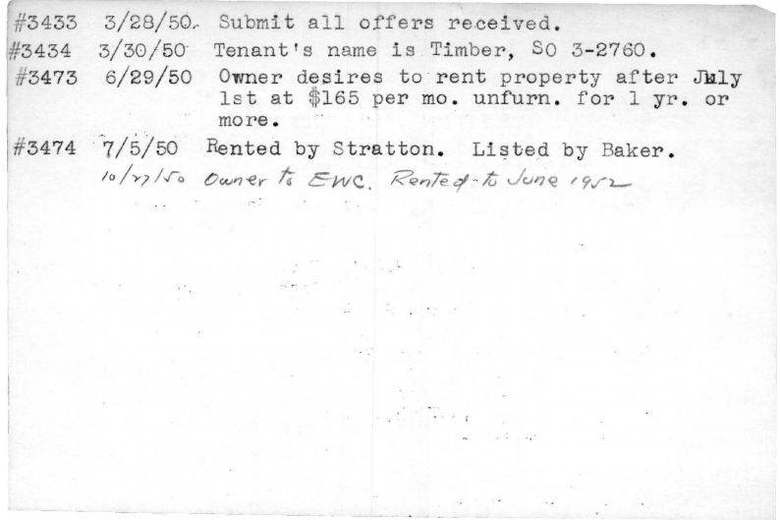 #3433 3/28/50. Submit all offers received.
#3434 3/30/50 Tenant's name is Timber, SO 3-2760.
#3473 6/29/50 Owner desires to rent property after July
1st at $165 per mo. unfurn. for 1 yr. or
more.
#3474 7/5/50 Rented by Stratton. Listed by Baker.
10/27/50 Owner to EWC. Rented to June 1952